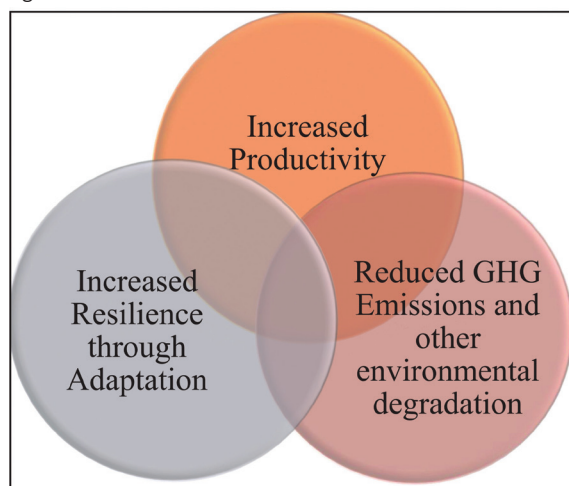 Increased
Productivity
Increased
Resilience
through
Adaptation
Reduced GHG
Emissions and
other
environmental
degradation